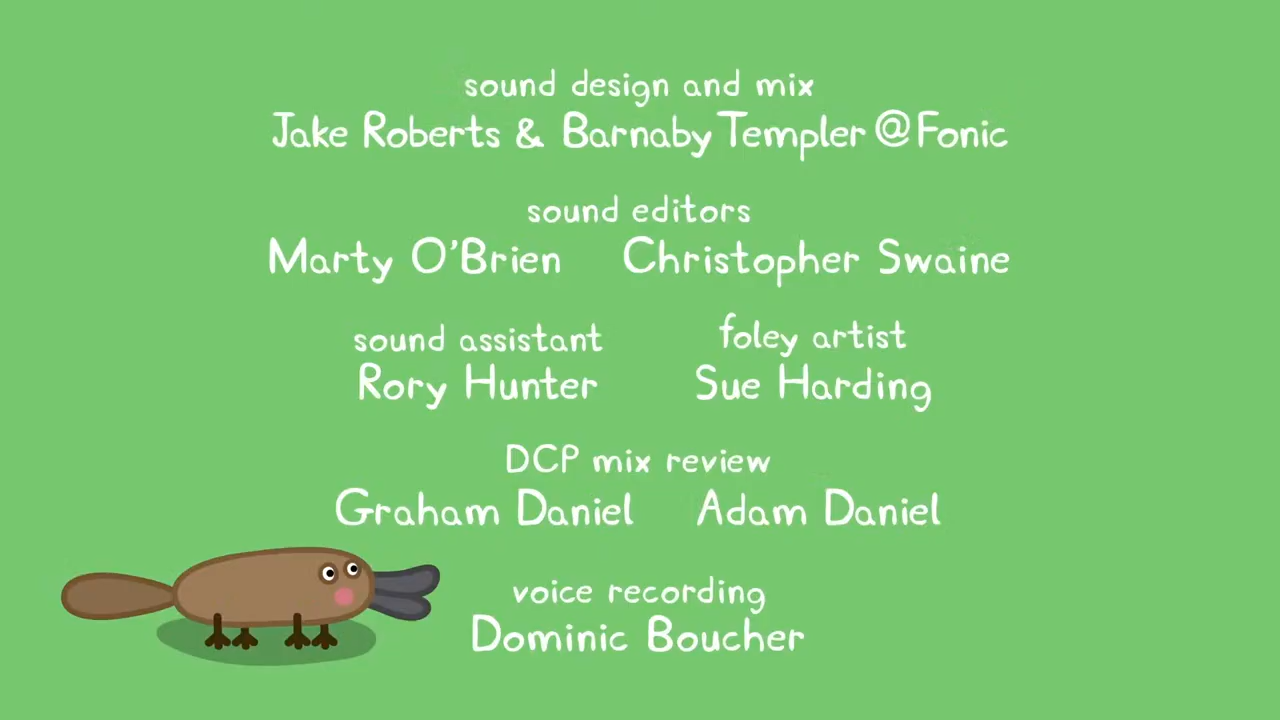 sound design and mix
Jake Roberts & Barnaby Templer @ Fonic
sound editors
Marty O'Brien Christopher Swaine
sound assistant foley artist
Rory Hunter Sue Harding
DCP mix review
Graham Daniel Adam Daniel
voice recording
Dominic Boucher